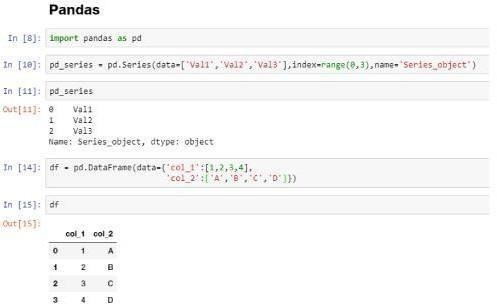 Pandas
In [8]: import pandas as pd
In [10]: pd_series = pd.Series(data=['Val1','Val2','Val3'],index=range(0,3),name='Series_object')
In [11]: pd_series
Out[11]: 0 Val1
1 Val2
2 Val3
Name: Series_object, dtype: object
In [14]: df = pd.DataFrame(data={'col_1':[1,2,3,4],
'col_2':['A','B','C','D']})
In [15]: df
Out[15]:
col_1 col_2
0 1 A
1 2 B
2 3 C
3 4 D